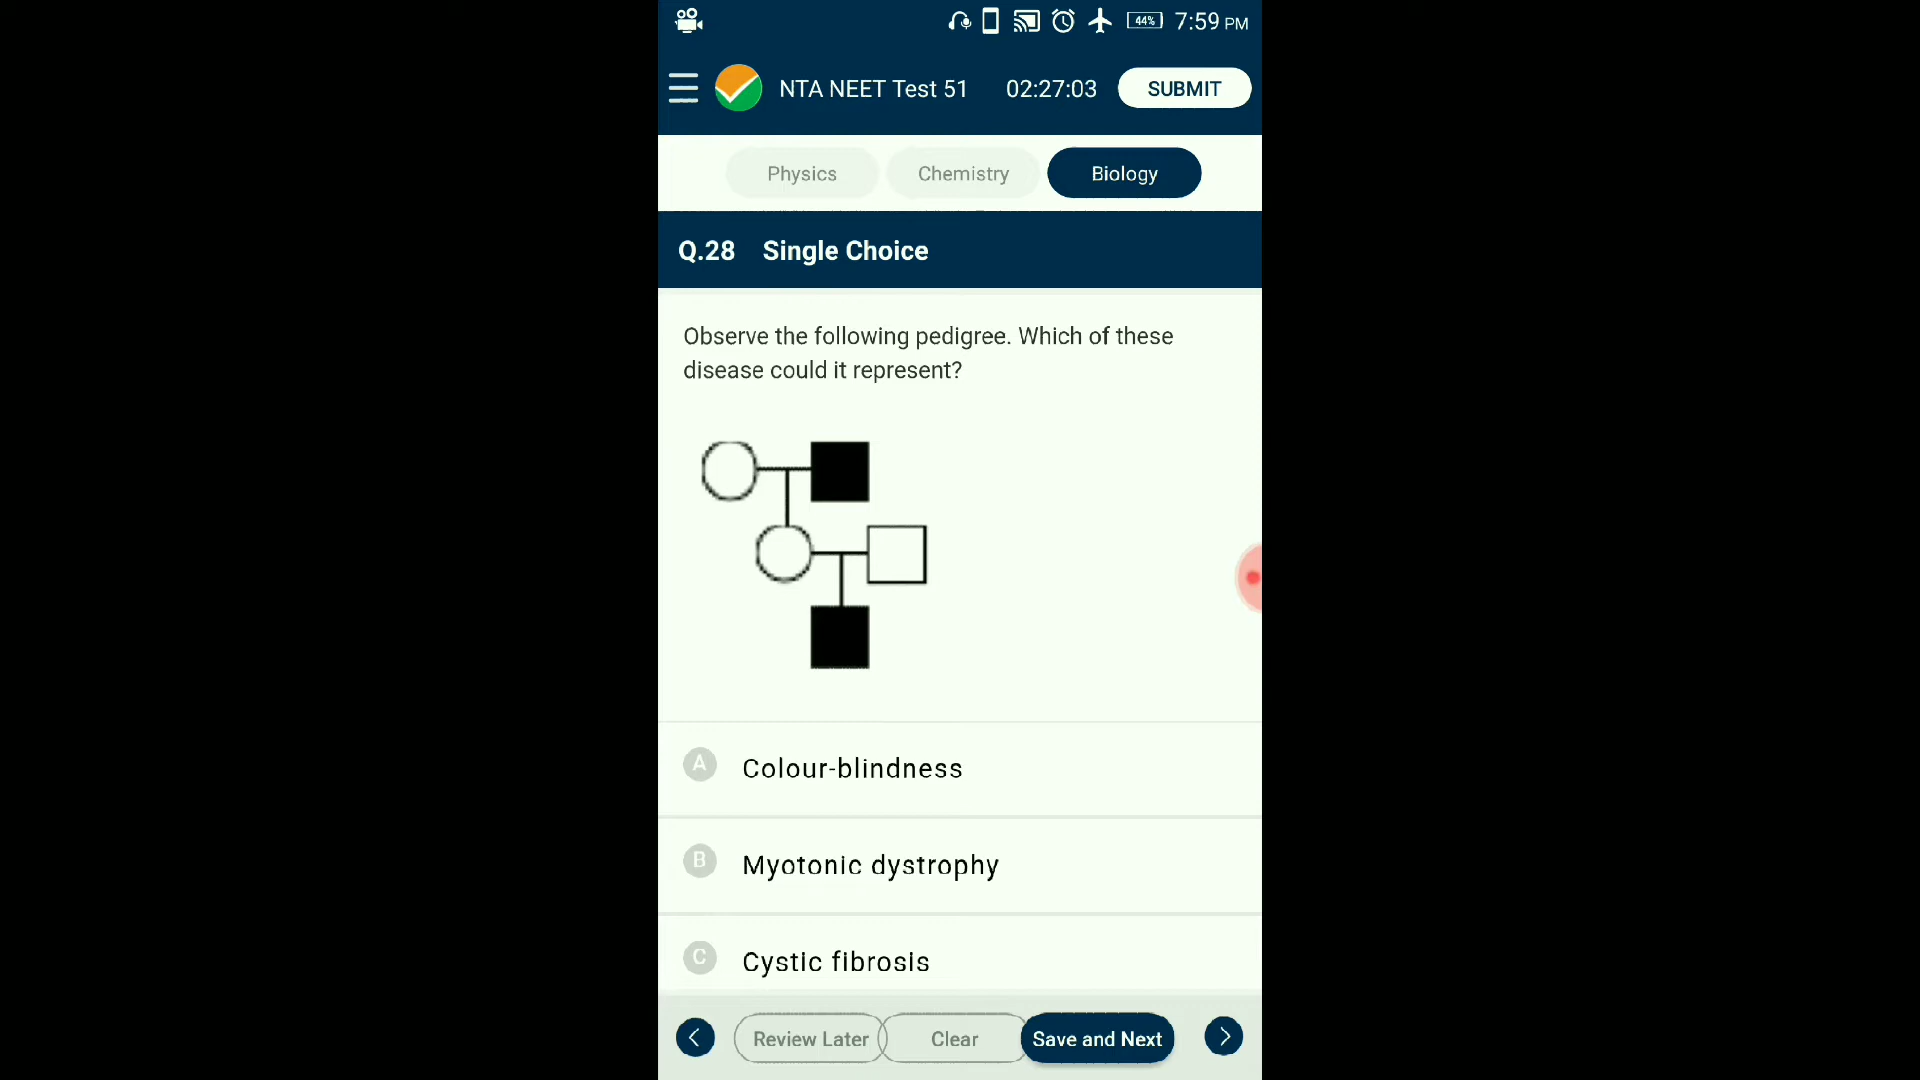 44% 7:59 PM
NTA NEET Test 51 02:27:03 SUBMIT
Physics Chemistry Biology
Q.28 Single Choice
Observe the following pedigree. Which of these
disease could it represent?
A Colour-blindness
B Myotonic dystrophy
C Cystic fibrosis
Review Later Clear Save and Next